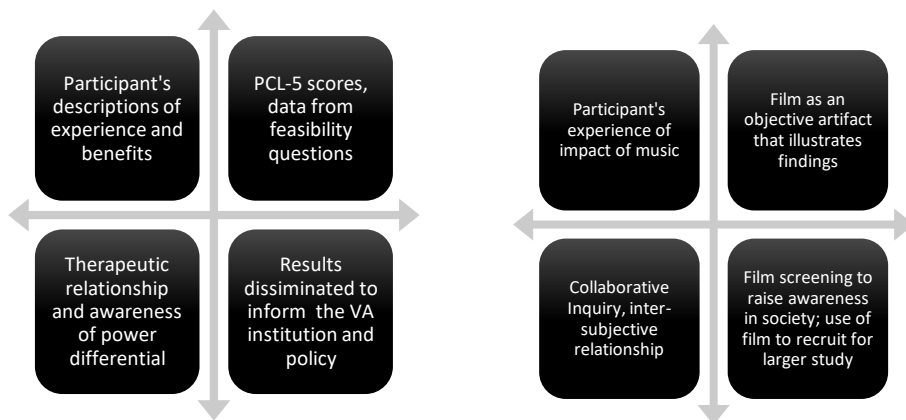 Participant's
descriptions of
experience and
benefits
PCL-5 scores,
data from
feasibility
questions
Therapeutic
relationship
and awareness
of power
differential
Results
dissiminated to
inform the VA
institution and
policy
Participant's
experience of
impact of music
Film as an
objective artifact
that illustrates
findings
Collaborative
Inquiry, inter-
subjective
relationship
Film screening to
raise awareness
in society; use of
film to recruit for
larger study